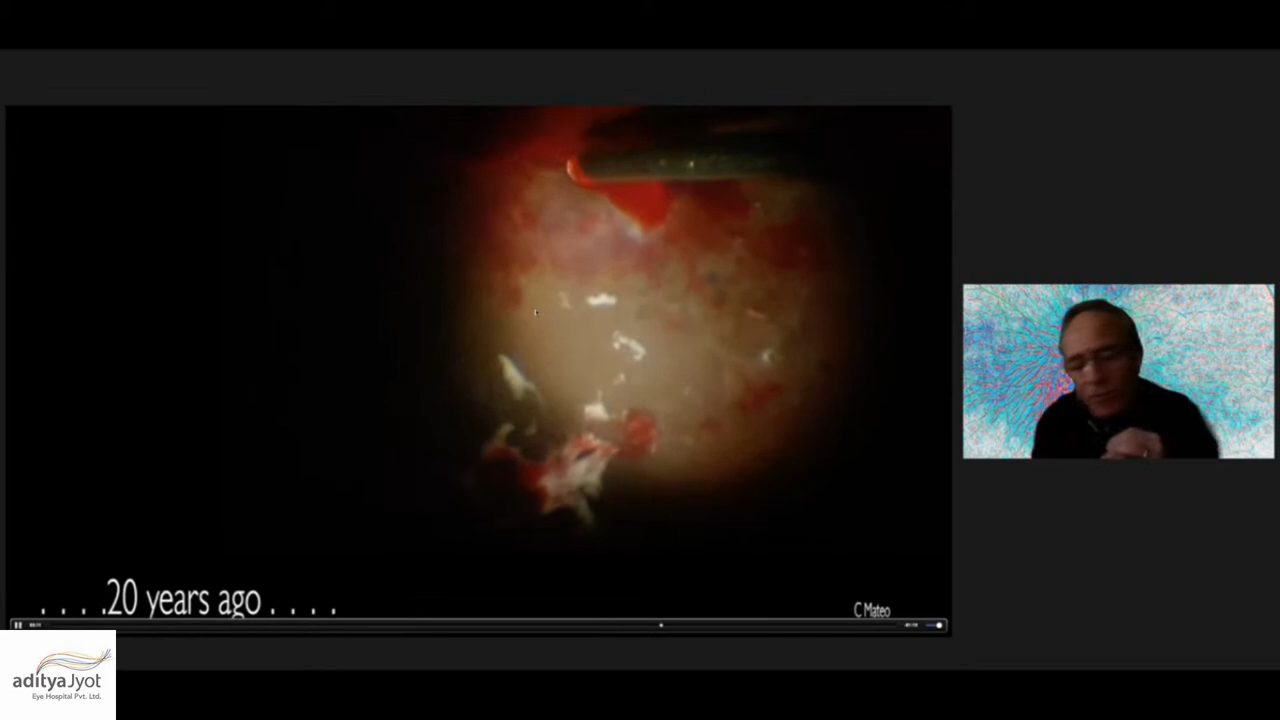 . . . .20 years ago . . . .
C Mateo
adityaJyot
Eye Hospital Pvt. Ltd.